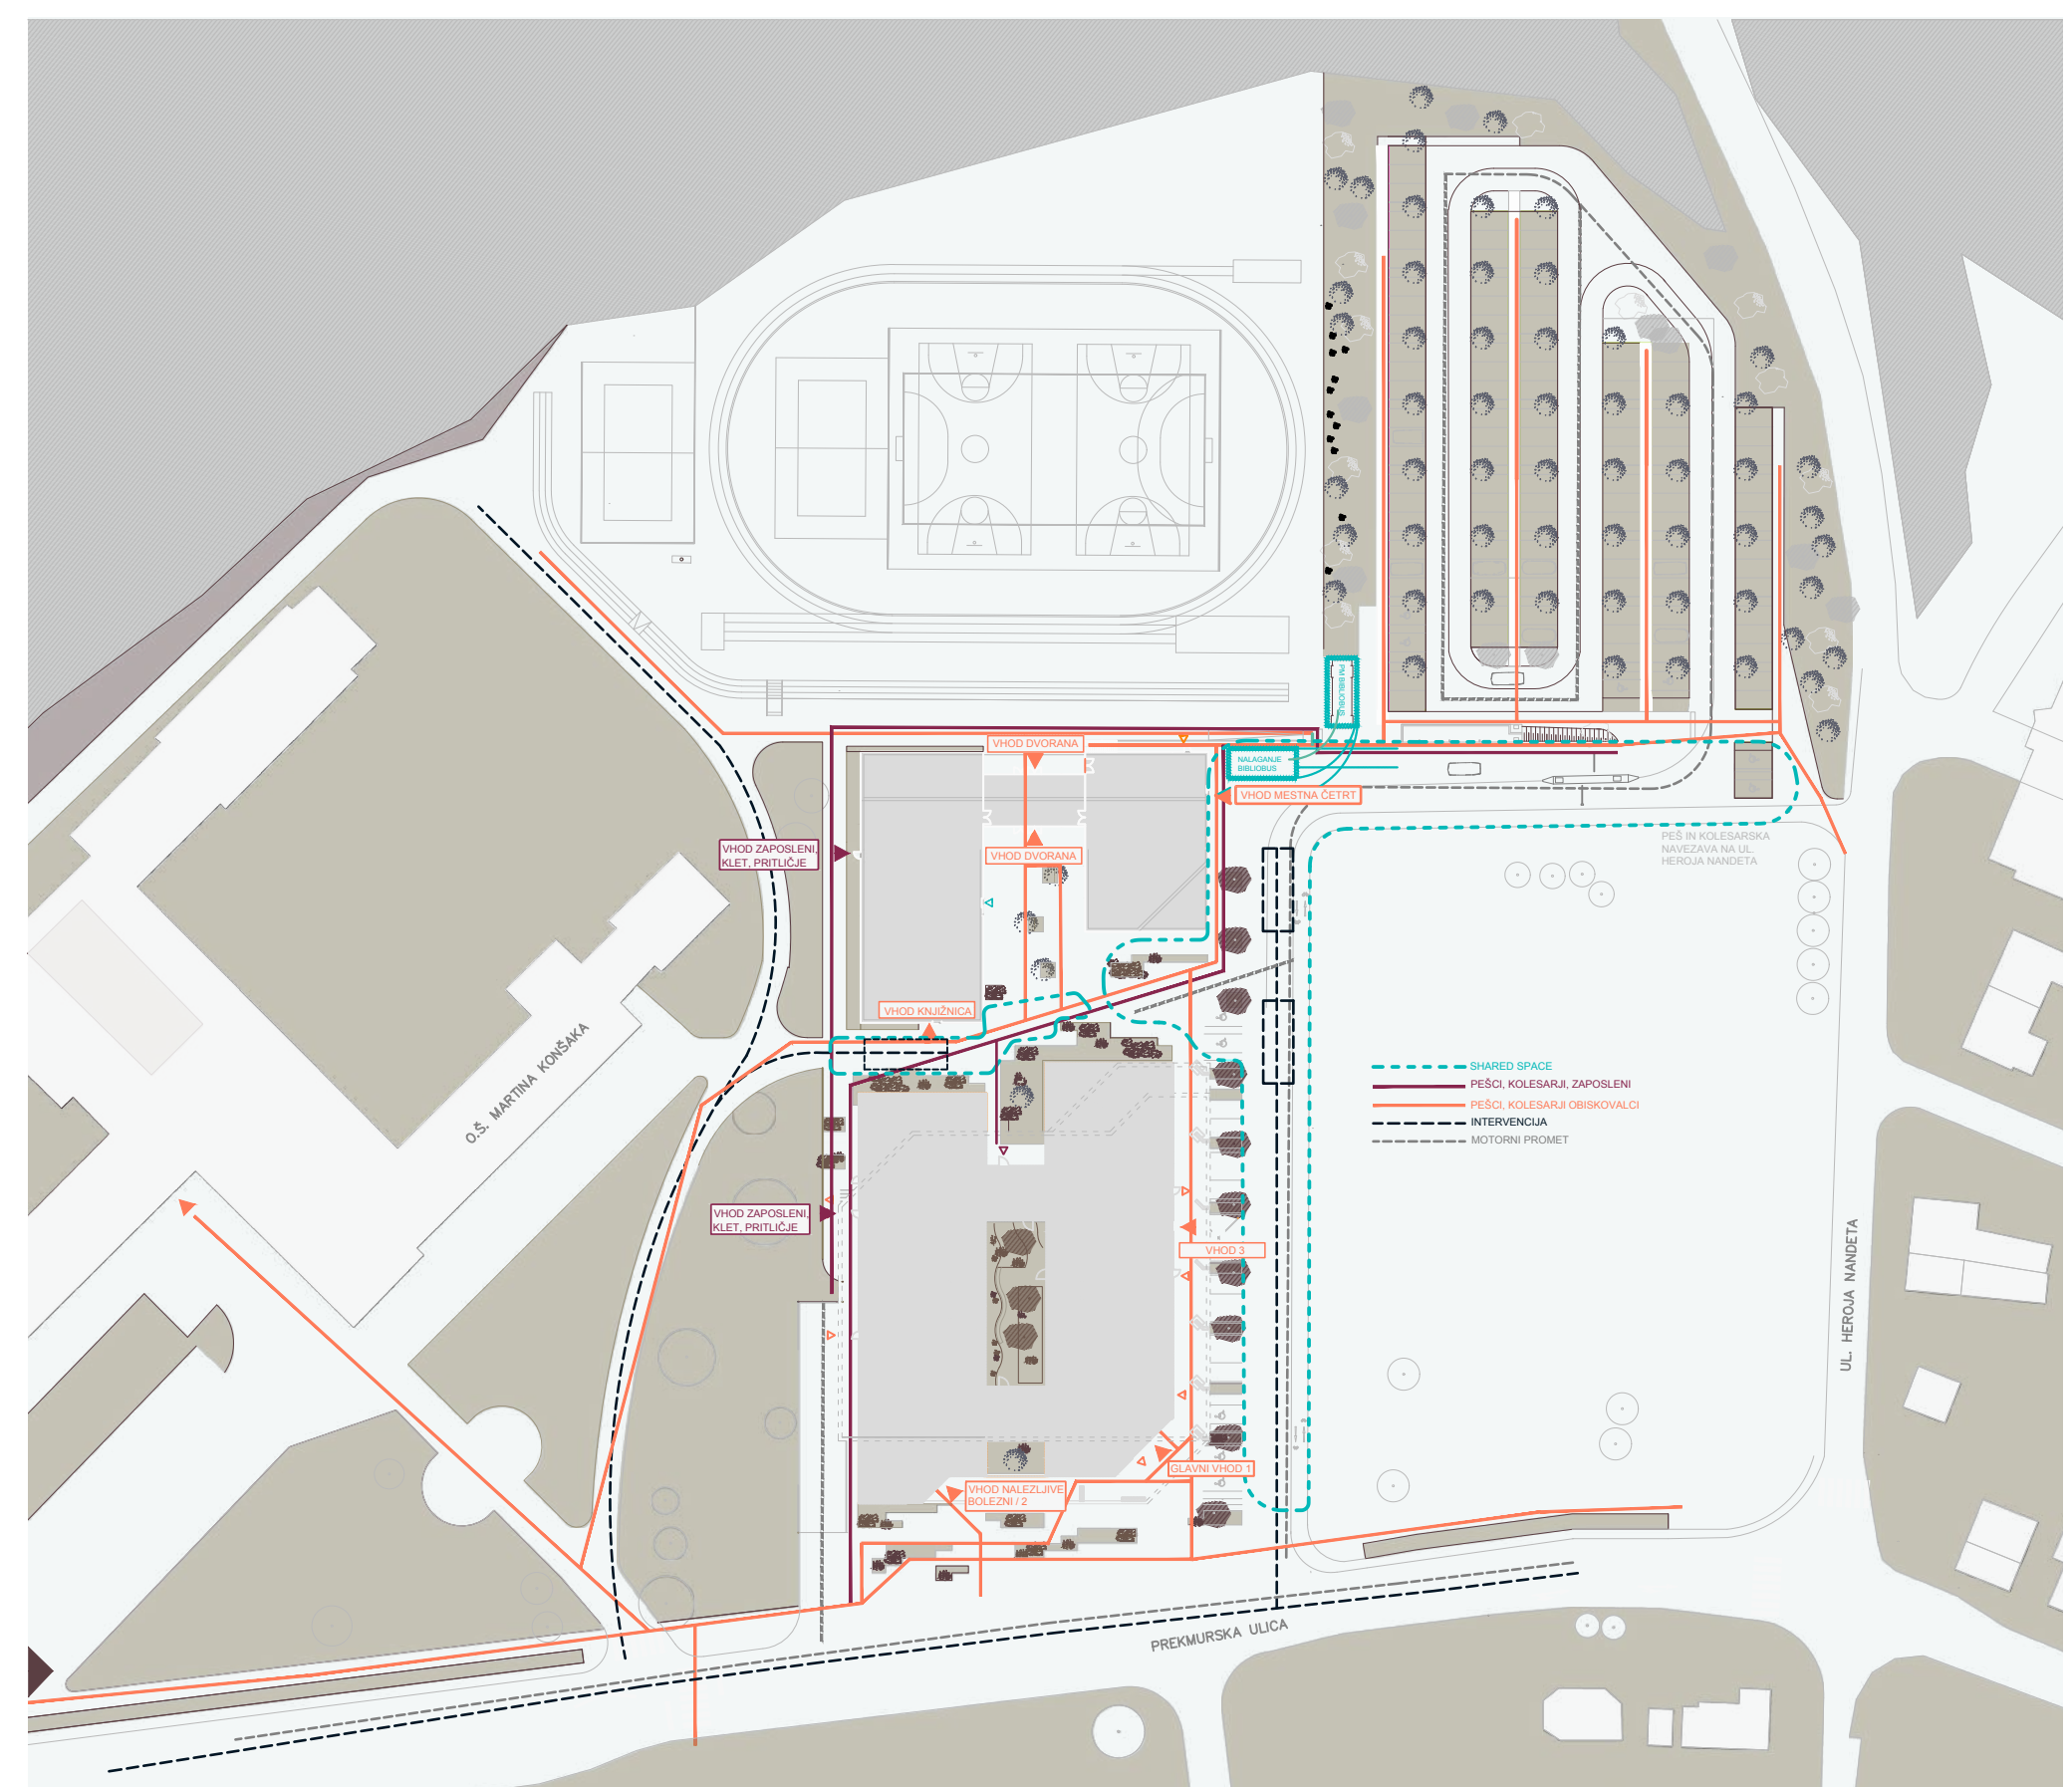 PM BIBLIOBUS
VHOD DVORANA
NALAGANJE
BIBLIOBUS
VHOD MESTNA ČETRT
PEŠ IN KOLESARSKA
NAVEZAVA NA UL.
HEROJA NANDETA
VHOD ZAPOSLENI,
KLET, PRITLIČJE
VHOD DVORANA
VHOD KNJIŽNICA
O.Š. MARTINA KONŠAKA
SHARED SPACE
PEŠCI, KOLESARJI, ZAPOSLENI
PEŠCI, KOLESARJI OBISKOVALCI
INTERVENCIJA
MOTORNI PROMET
VHOD ZAPOSLENI,
KLET, PRITLIČJE
VHOD 3
UL. HEROJA NANDETA
GLAVNI VHOD 1
VHOD NALEZLJIVE
BOLEZNI / 2
PREKMURSKA ULICA